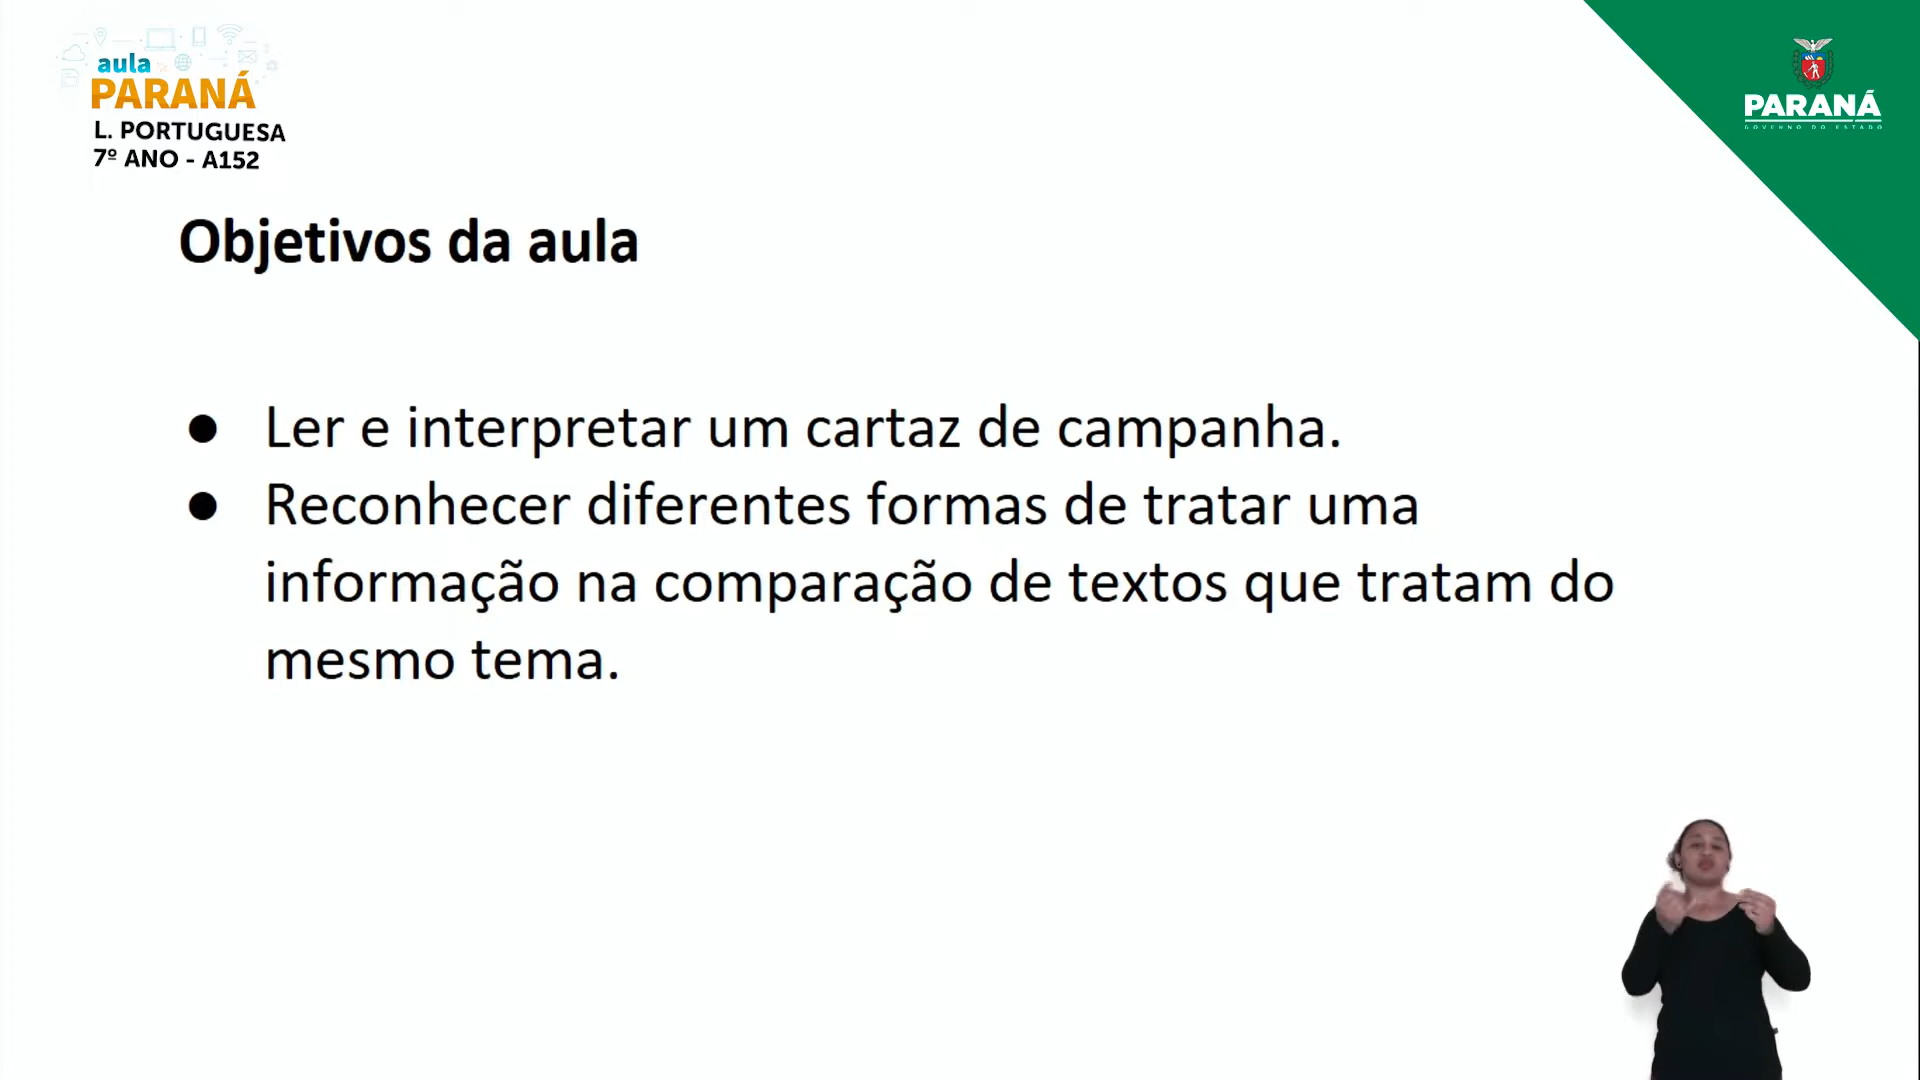 aula
PARANÁ
L. PORTUGUESA
7º ANO - A152
PARANÁ
GOVERNO DO ESTADO
Objetivos da aula
● Ler e interpretar um cartaz de campanha.
● Reconhecer diferentes formas de tratar uma
informação na comparação de textos que tratam do
mesmo tema.